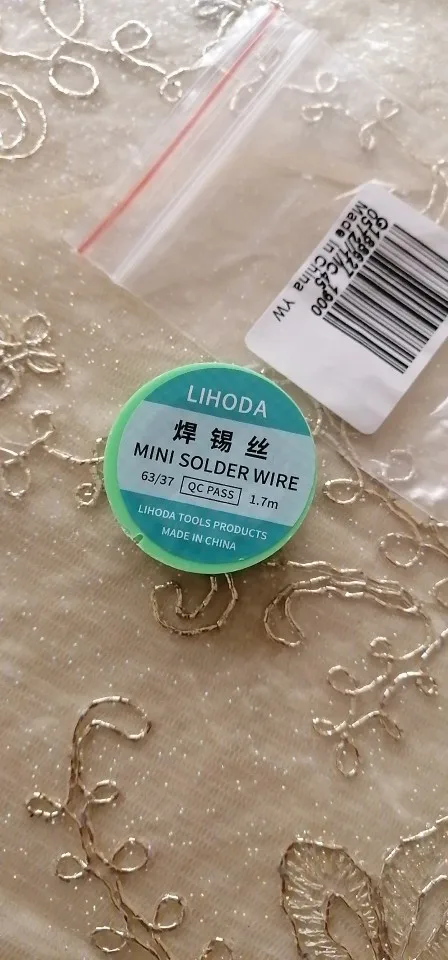 LIHODA
焊锡丝
MINI SOLDER WIRE
63/37 QC PASS 1.7m
LIHODA TOOLS PRODUCTS
MADE IN CHINA
Made in China YW